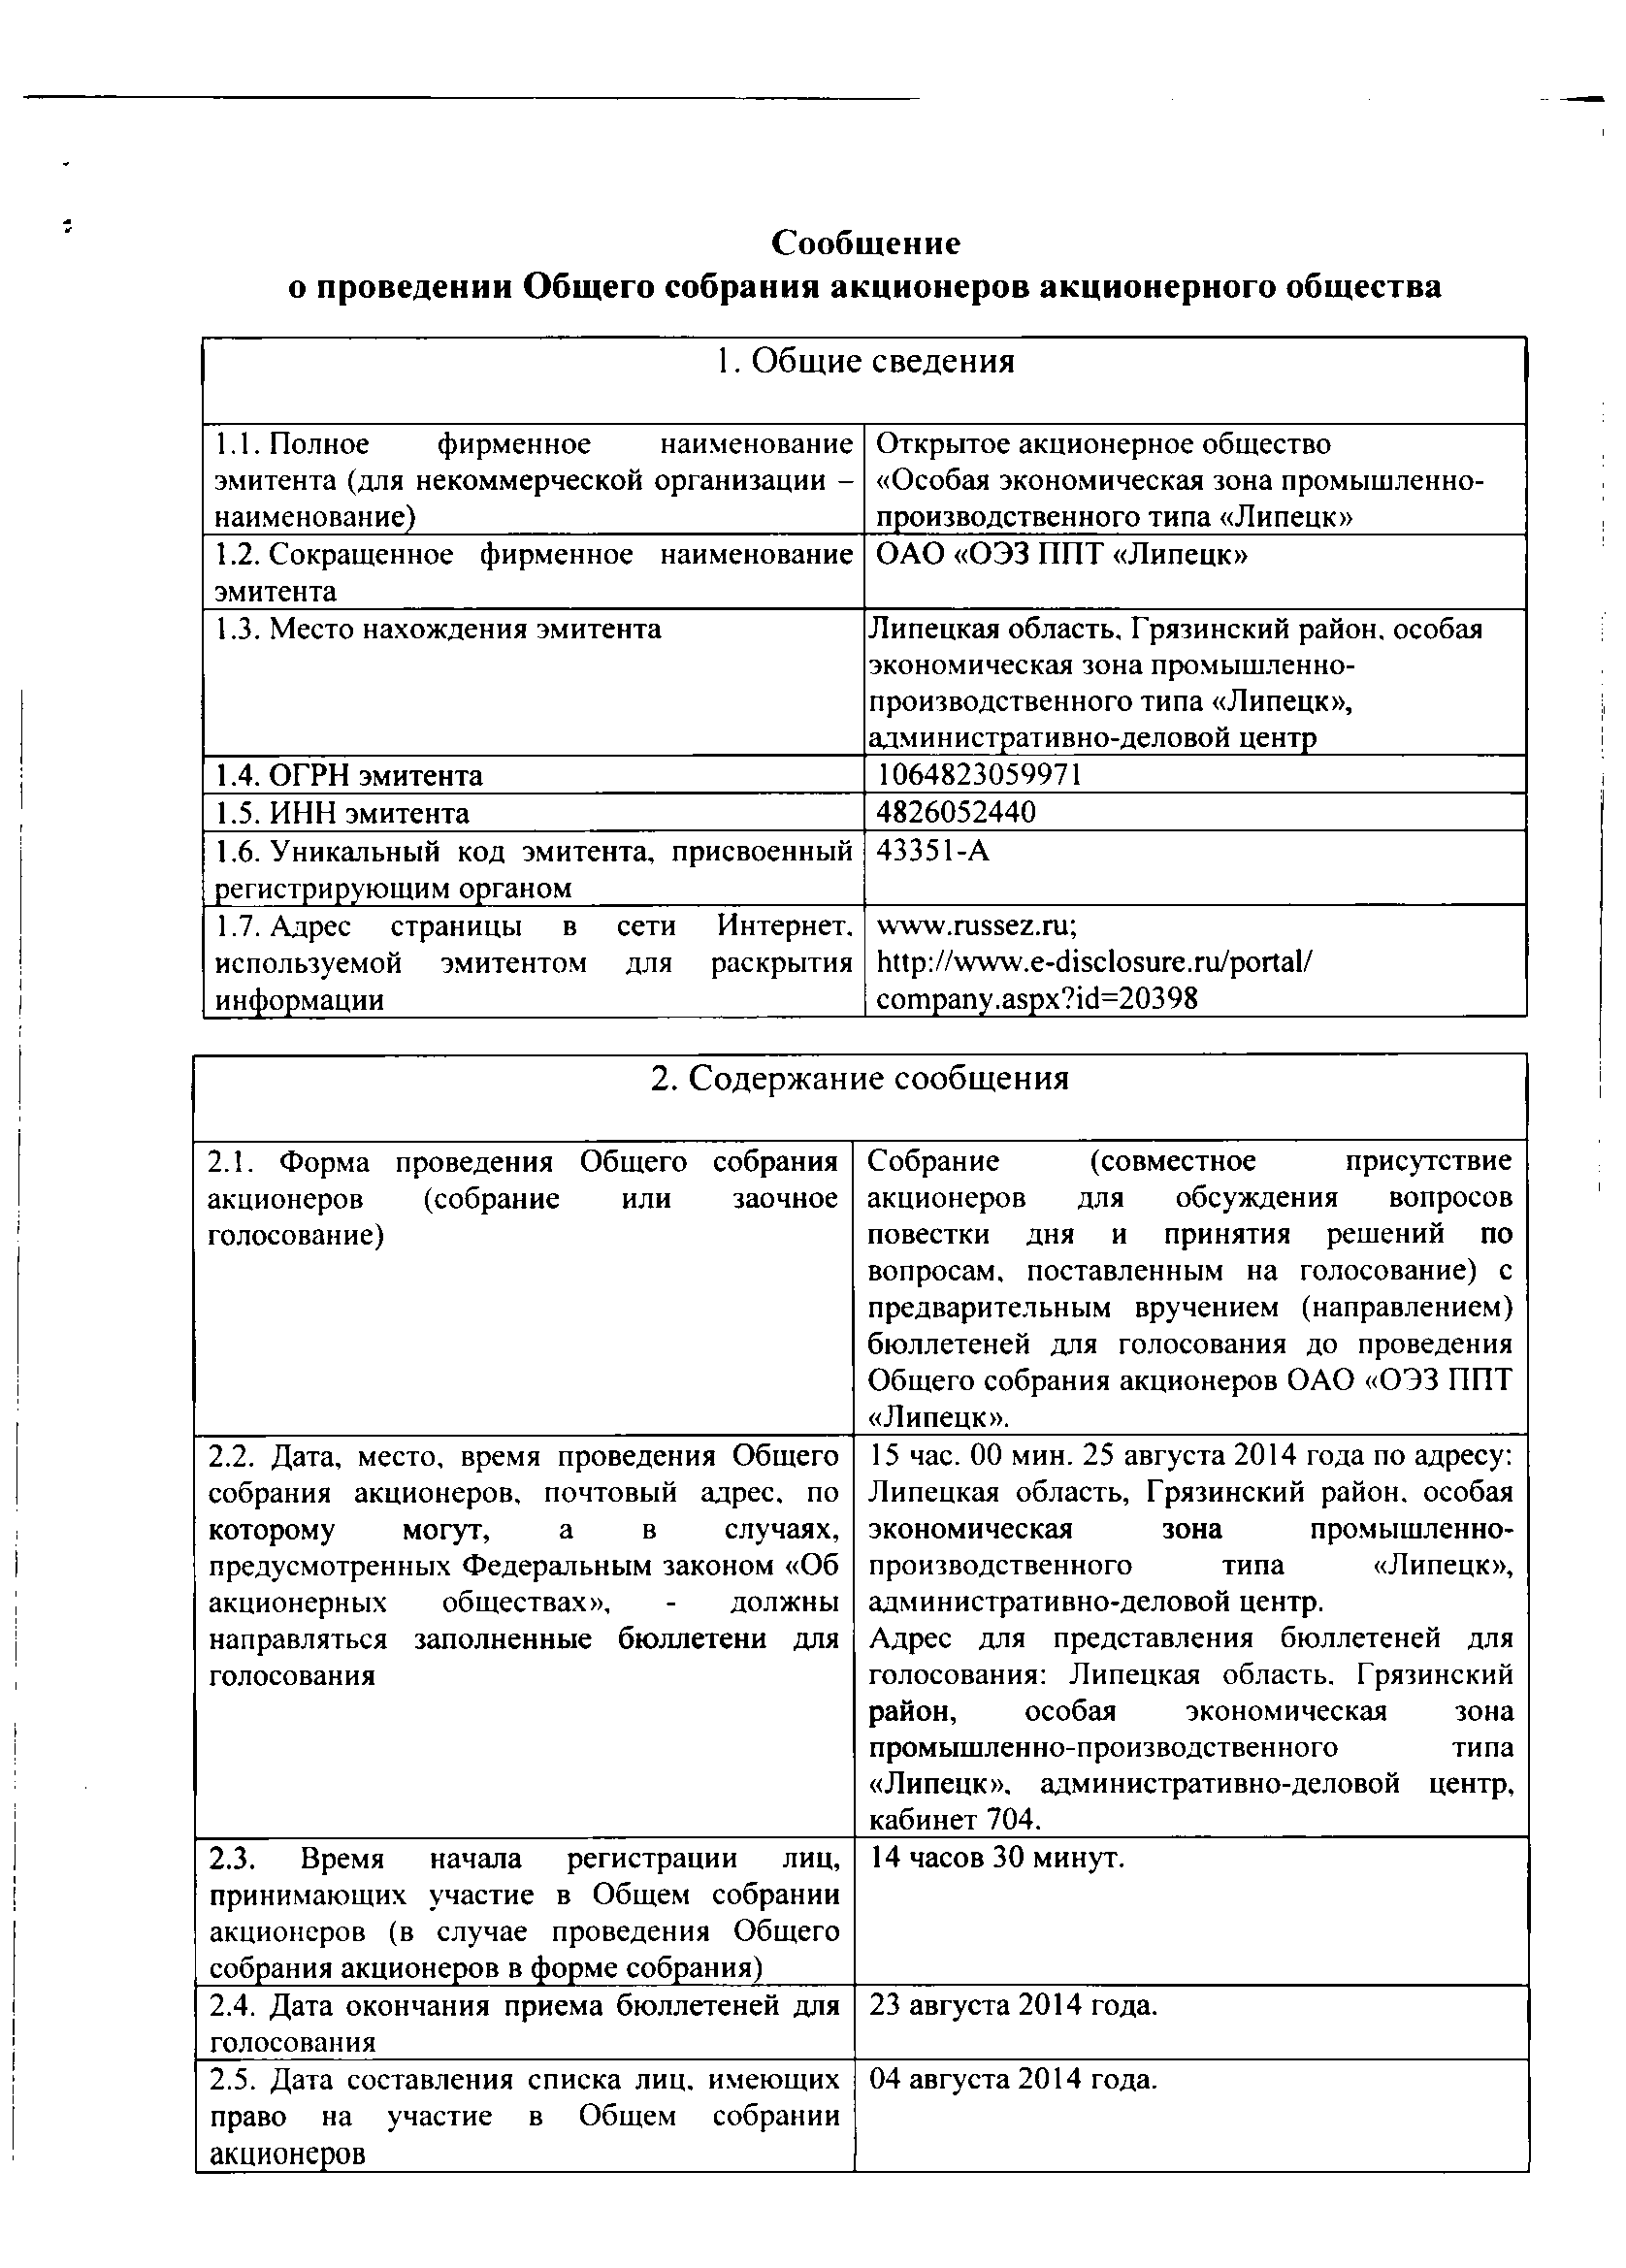 Сообщение
о проведении Общего собрания акционеров акционерного общества
1. Общие сведения
1.1. Полное фирменное наименование
эмитента (для некоммерческой организации –
наименование)
Открытое акционерное общество
«Особая экономическая зона промышленно-
производственного типа «Липецк»
1.2. Сокращенное фирменное наименование
эмитента
ОАО «ОЭЗ ППТ «Липецк»
1.3. Место нахождения эмитента
Липецкая область, Грязинский район, особая
экономическая зона промышленно-
производственного типа «Липецк»,
административно-деловой центр
1.4. ОГРН эмитента
1064823059971
1.5. ИНН эмитента
4826052440
1.6. Уникальный код эмитента, присвоенный
регистрирующим органом
43351-А
1.7. Адрес страницы в сети Интернет,
используемой эмитентом для раскрытия
информации
www.russez.ru;
http://www.e-disclosure.ru/portal/
company.aspx?id=20398
2. Содержание сообщения
2.1. Форма проведения Общего собрания
акционеров (собрание или заочное
голосование)
Собрание (совместное присутствие
акционеров для обсуждения вопросов
повестки дня и принятия решений по
вопросам, поставленным на голосование) с
предварительным вручением (направлением)
бюллетеней для голосования до проведения
Общего собрания акционеров ОАО «ОЭЗ ППТ
«Липецк».
2.2. Дата, место, время проведения Общего
собрания акционеров, почтовый адрес, по
которому могут, а в случаях,
предусмотренных Федеральным законом «Об
акционерных обществах», - должны
направляться заполненные бюллетени для
голосования
15 час. 00 мин. 25 августа 2014 года по адресу:
Липецкая область, Грязинский район, особая
экономическая зона промышленно-
производственного типа «Липецк»,
административно-деловой центр.
Адрес для представления бюллетеней для
голосования: Липецкая область, Грязинский
район, особая экономическая зона
промышленно-производственного типа
«Липецк», административно-деловой центр,
кабинет 704.
2.3. Время начала регистрации лиц,
принимающих участие в Общем собрании
акционеров (в случае проведения Общего
собрания акционеров в форме собрания)
14 часов 30 минут.
2.4. Дата окончания приема бюллетеней для
голосования
23 августа 2014 года.
2.5. Дата составления списка лиц, имеющих
право на участие в Общем собрании
акционеров
04 августа 2014 года.